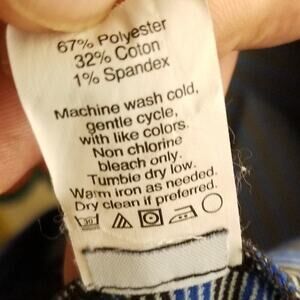 67% Polyester
32% Coton
1% Spandex
Machine wash cold,
gentle cycle,
with like colors.
Non chlorine
bleach only.
Tumble dry low.
Warm iron as needed.
Dry clean if preferred.